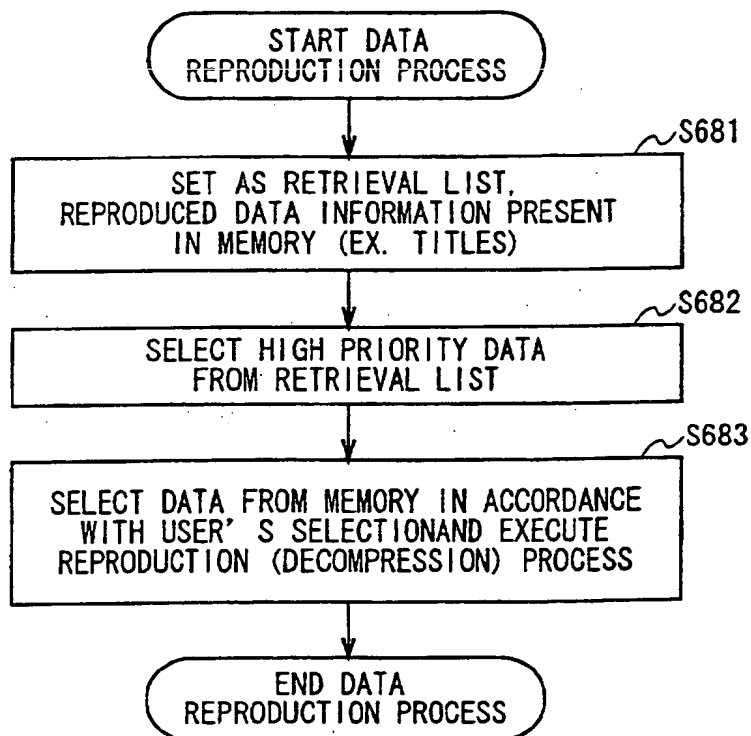 START DATA
REPRODUCTION PROCESS
S681
SET AS RETRIEVAL LIST,
REPRODUCED DATA INFORMATION PRESENT
IN MEMORY (EX. TITLES)
S682
SELECT HIGH PRIORITY DATA
FROM RETRIEVAL LIST
S683
SELECT DATA FROM MEMORY IN ACCORDANCE
WITH USER' S SELECTIONAND EXECUTE
REPRODUCTION (DECOMPRESSION) PROCESS
END DATA
REPRODUCTION PROCESS